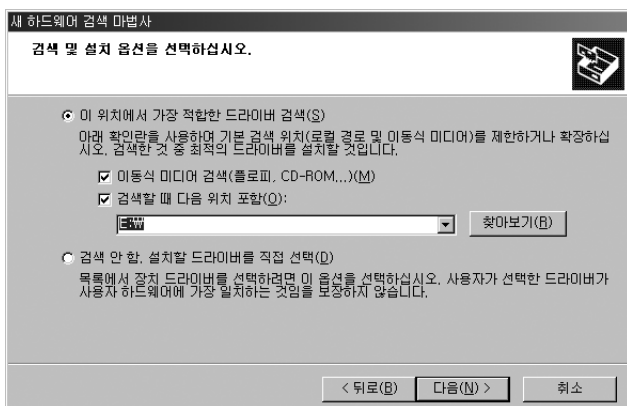 새 하드웨어 검색 마법사
검색 및 설치 옵션을 선택하십시오.
이 위치에서 가장 적합한 드라이버 검색(S)
아래 확인란을 사용하여 기본 검색 위치(로컬 경로 및 이동식 미디어)를 제한하거나 확장하십
시오. 검색한 것 중 최적의 드라이버를 설치할 것입니다.
이동식 미디어 검색(플로피, CD-ROM...)(M)
검색할 때 다음 위치 포함(O):
찾아보기(R)
검색 안 함. 설치할 드라이버를 직접 선택(D)
목록에서 장치 드라이버를 선택하려면 이 옵션을 선택하십시오. 사용자가 선택한 드라이버가
사용자 하드웨어에 가장 일치하는 것임을 보장하지 않습니다.
< 뒤로(B) 다음(N) > 취소